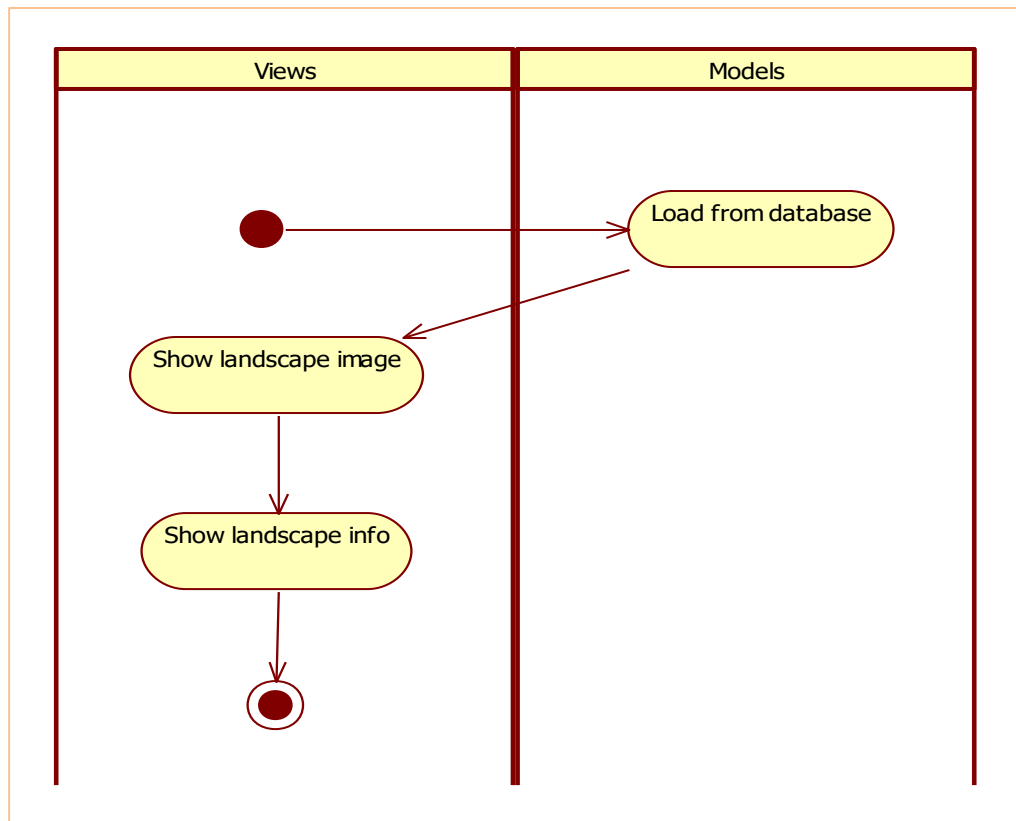 Views
Models
Load from database
Show landscape image
Show landscape info